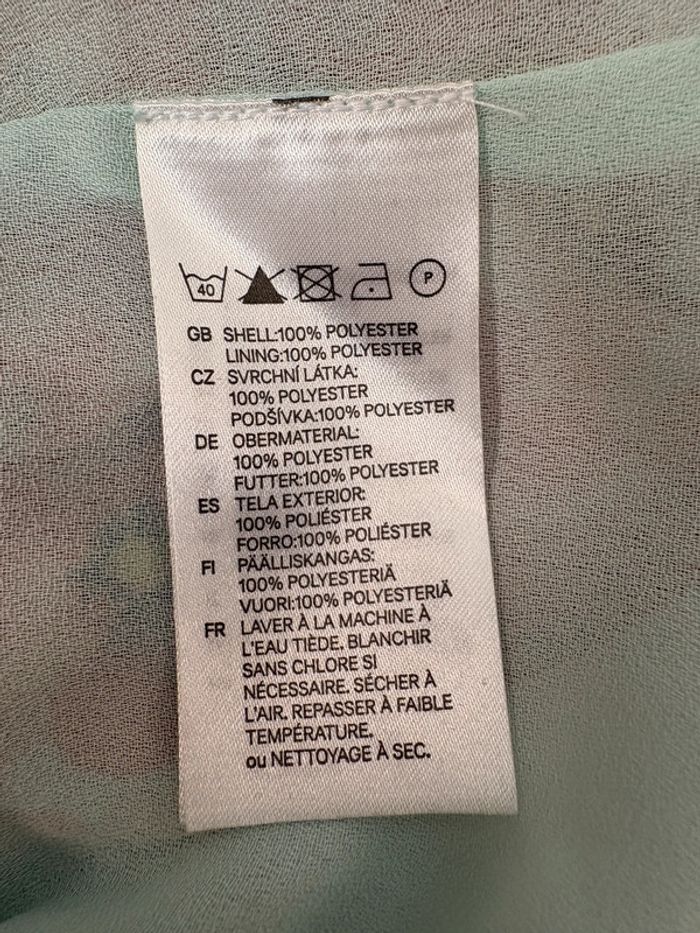 40
P
GB SHELL:100% POLYESTER
LINING:100% POLYESTER
CZ SVRCHNÍ LÁTKA:
100% POLYESTER
PODŠÍVKA:100% POLYESTER
DE OBERMATERIAL:
100% POLYESTER
FUTTER:100% POLYESTER
ES TELA EXTERIOR:
100% POLIÉSTER
FORRO:100% POLIÉSTER
FI PÄÄLLISKANGAS:
100% POLYESTERIÄ
VUORI:100% POLYESTERIÄ
FR LAVER À LA MACHINE À
L'EAU TIÈDE. BLANCHIR
SANS CHLORE SI
NÉCESSAIRE. SÉCHER À
L'AIR. REPASSER À FAIBLE
TEMPÉRATURE.
ou NETTOYAGE À SEC.